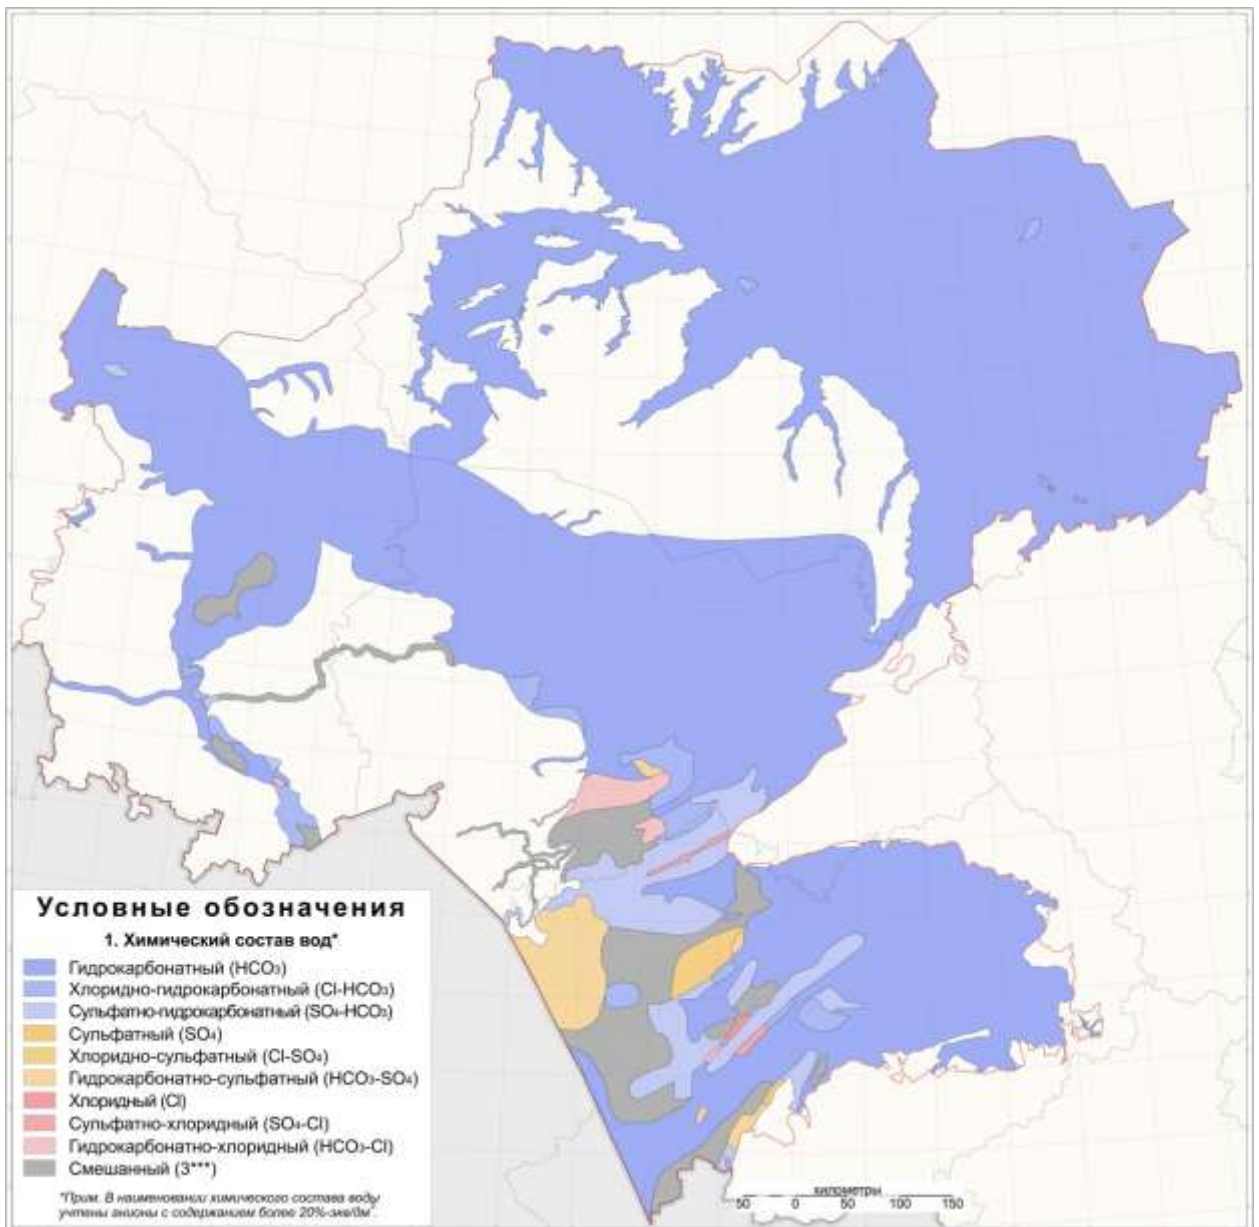 Условные обозначения
1. Химический состав вод*
Гидрокарбонатный (HCO₃)
Хлоридно-гидрокарбонатный (Cl-HCO₃)
Сульфатно-гидрокарбонатный (SO₄-HCO₃)
Сульфатный (SO₄)
Хлоридно-сульфатный (Cl-SO₄)
Гидрокарбонатно-сульфатный (HCO₃-SO₄)
Хлоридный (Cl)
Сульфатно-хлоридный (SO₄-Cl)
Гидрокарбонатно-хлоридный (HCO₃-Cl)
Смешанный (3***)
*Прим. В наименовании химического состава воды
учтены анионы с содержанием более 20%-экв/дм³.
километры
50 0 50 100 150